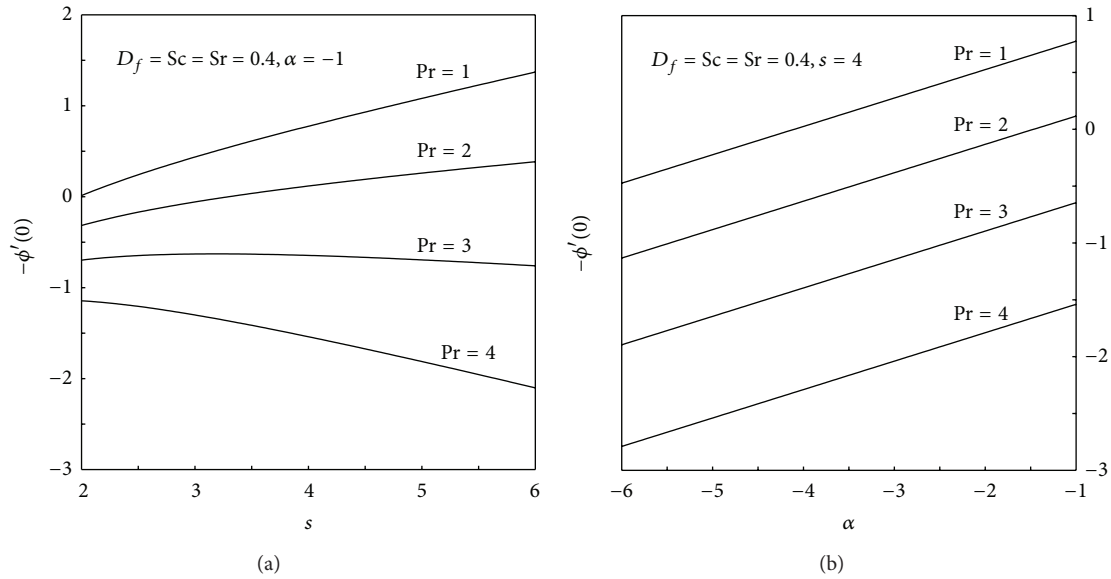 2
1
0
−1
−2
−3
−ϕ′(0)
D_f = Sc = Sr = 0.4, α = −1
Pr = 1
Pr = 2
Pr = 3
Pr = 4
2 3 4 5 6
s
(a)
D_f = Sc = Sr = 0.4, s = 4
Pr = 1
Pr = 2
Pr = 3
Pr = 4
−ϕ′(0)
1
0
−1
−2
−3
−6 −5 −4 −3 −2 −1
α
(b)